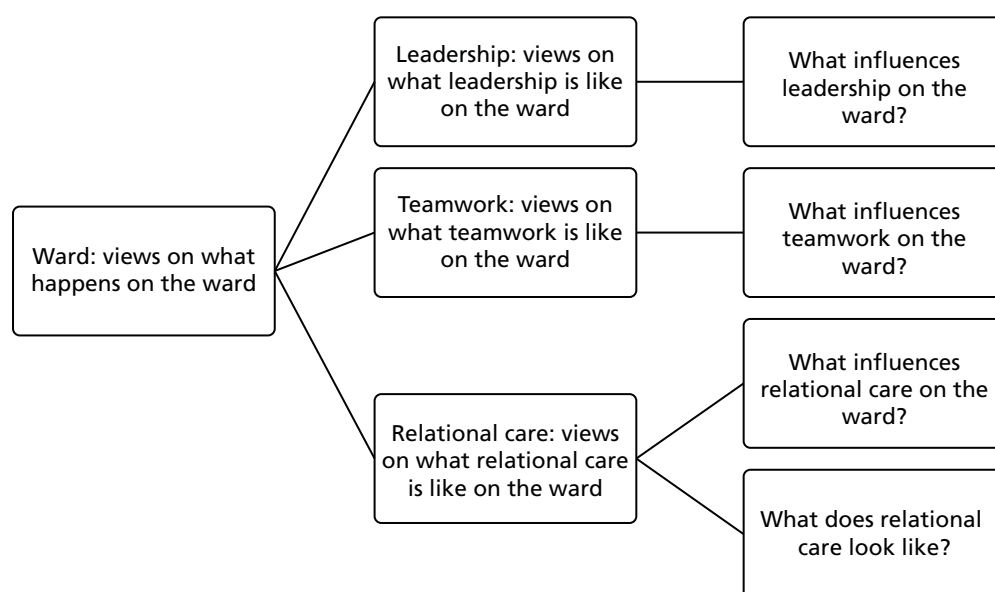 Ward: views on what
happens on the ward
Leadership: views on
what leadership is like
on the ward
What influences
leadership on the
ward?
Teamwork: views on
what teamwork is like
on the ward
What influences
teamwork on the
ward?
Relational care: views
on what relational care
is like on the ward
What influences
relational care on the
ward?
What does relational
care look like?